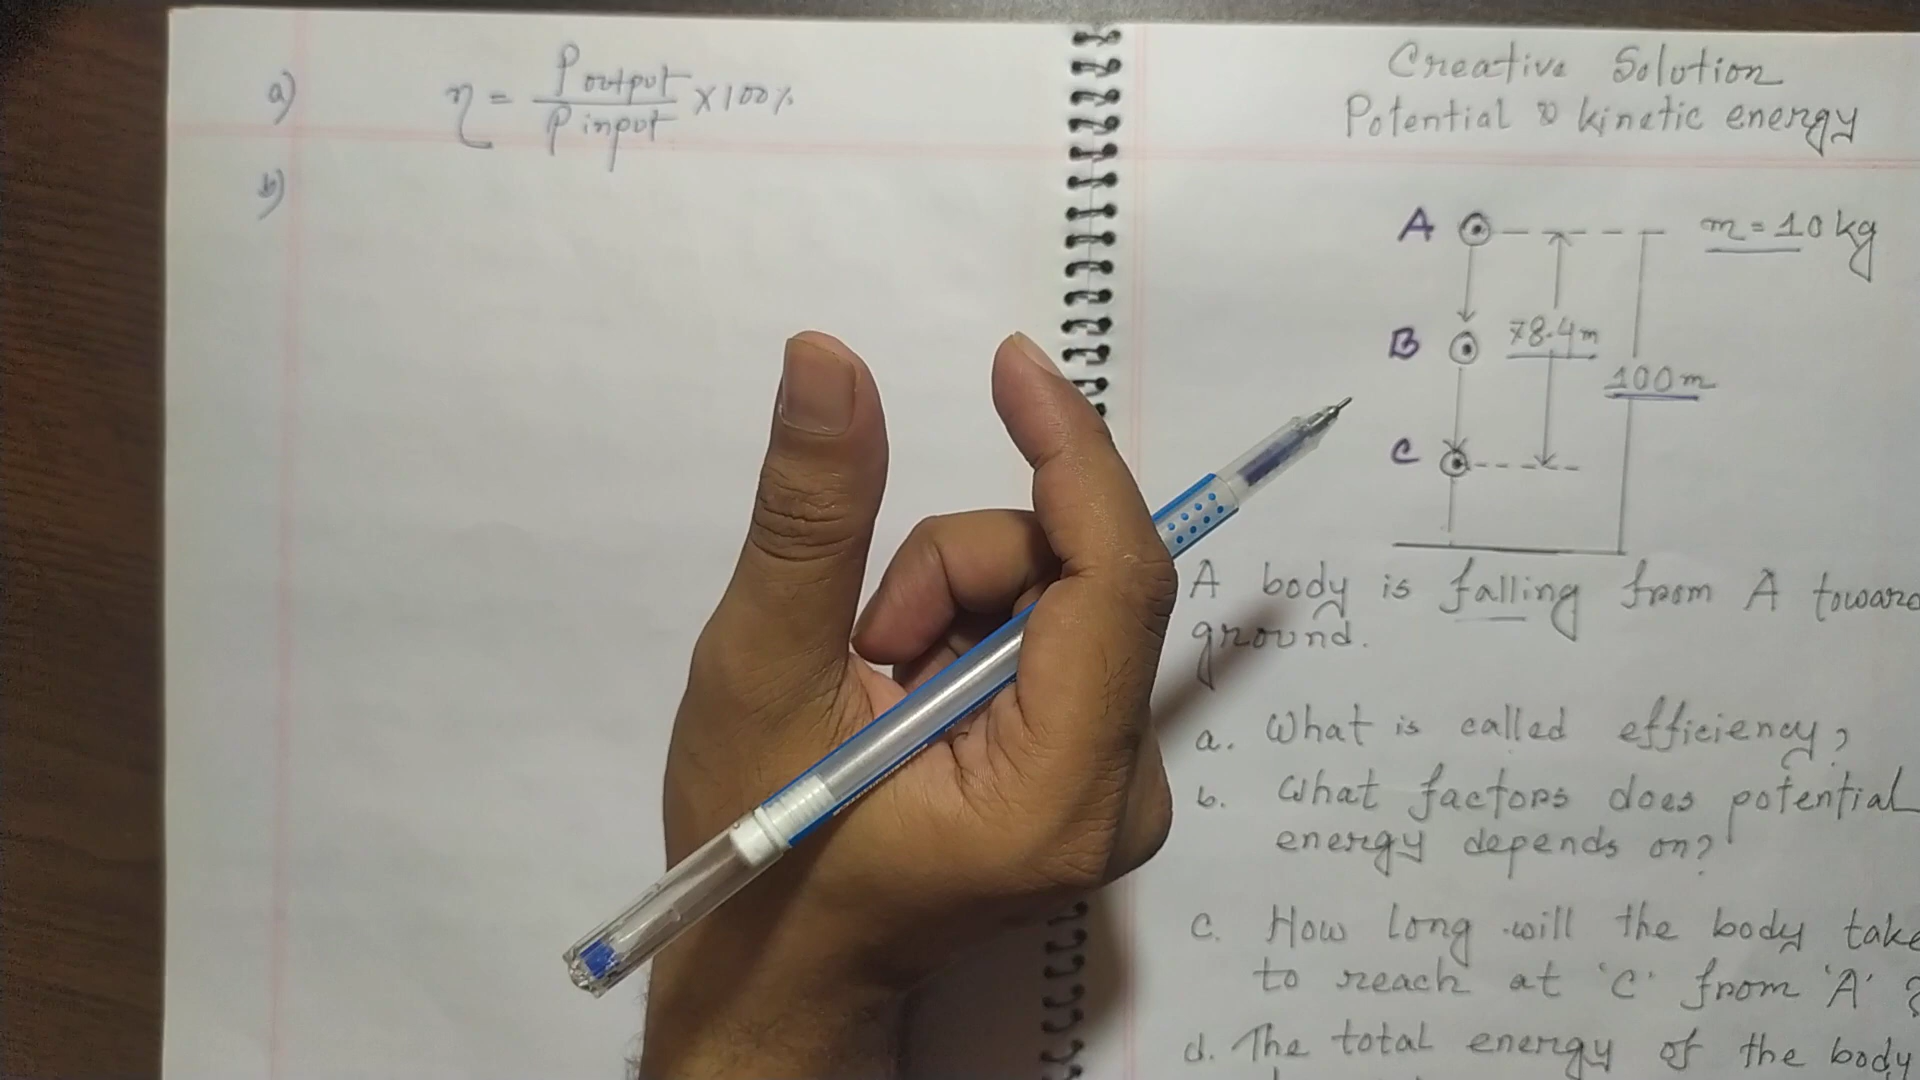 a) η = P output / P input × 100%
b)
Creative Solution
Potential & kinetic energy
A
m = 10 kg
B
78.4m
100m
C
A body is falling from A toward
ground.
a. What is called efficiency?
b. What factors does potential
energy depends on?
c. How long will the body take
to reach at 'C' from 'A' ?
d. The total energy of the body